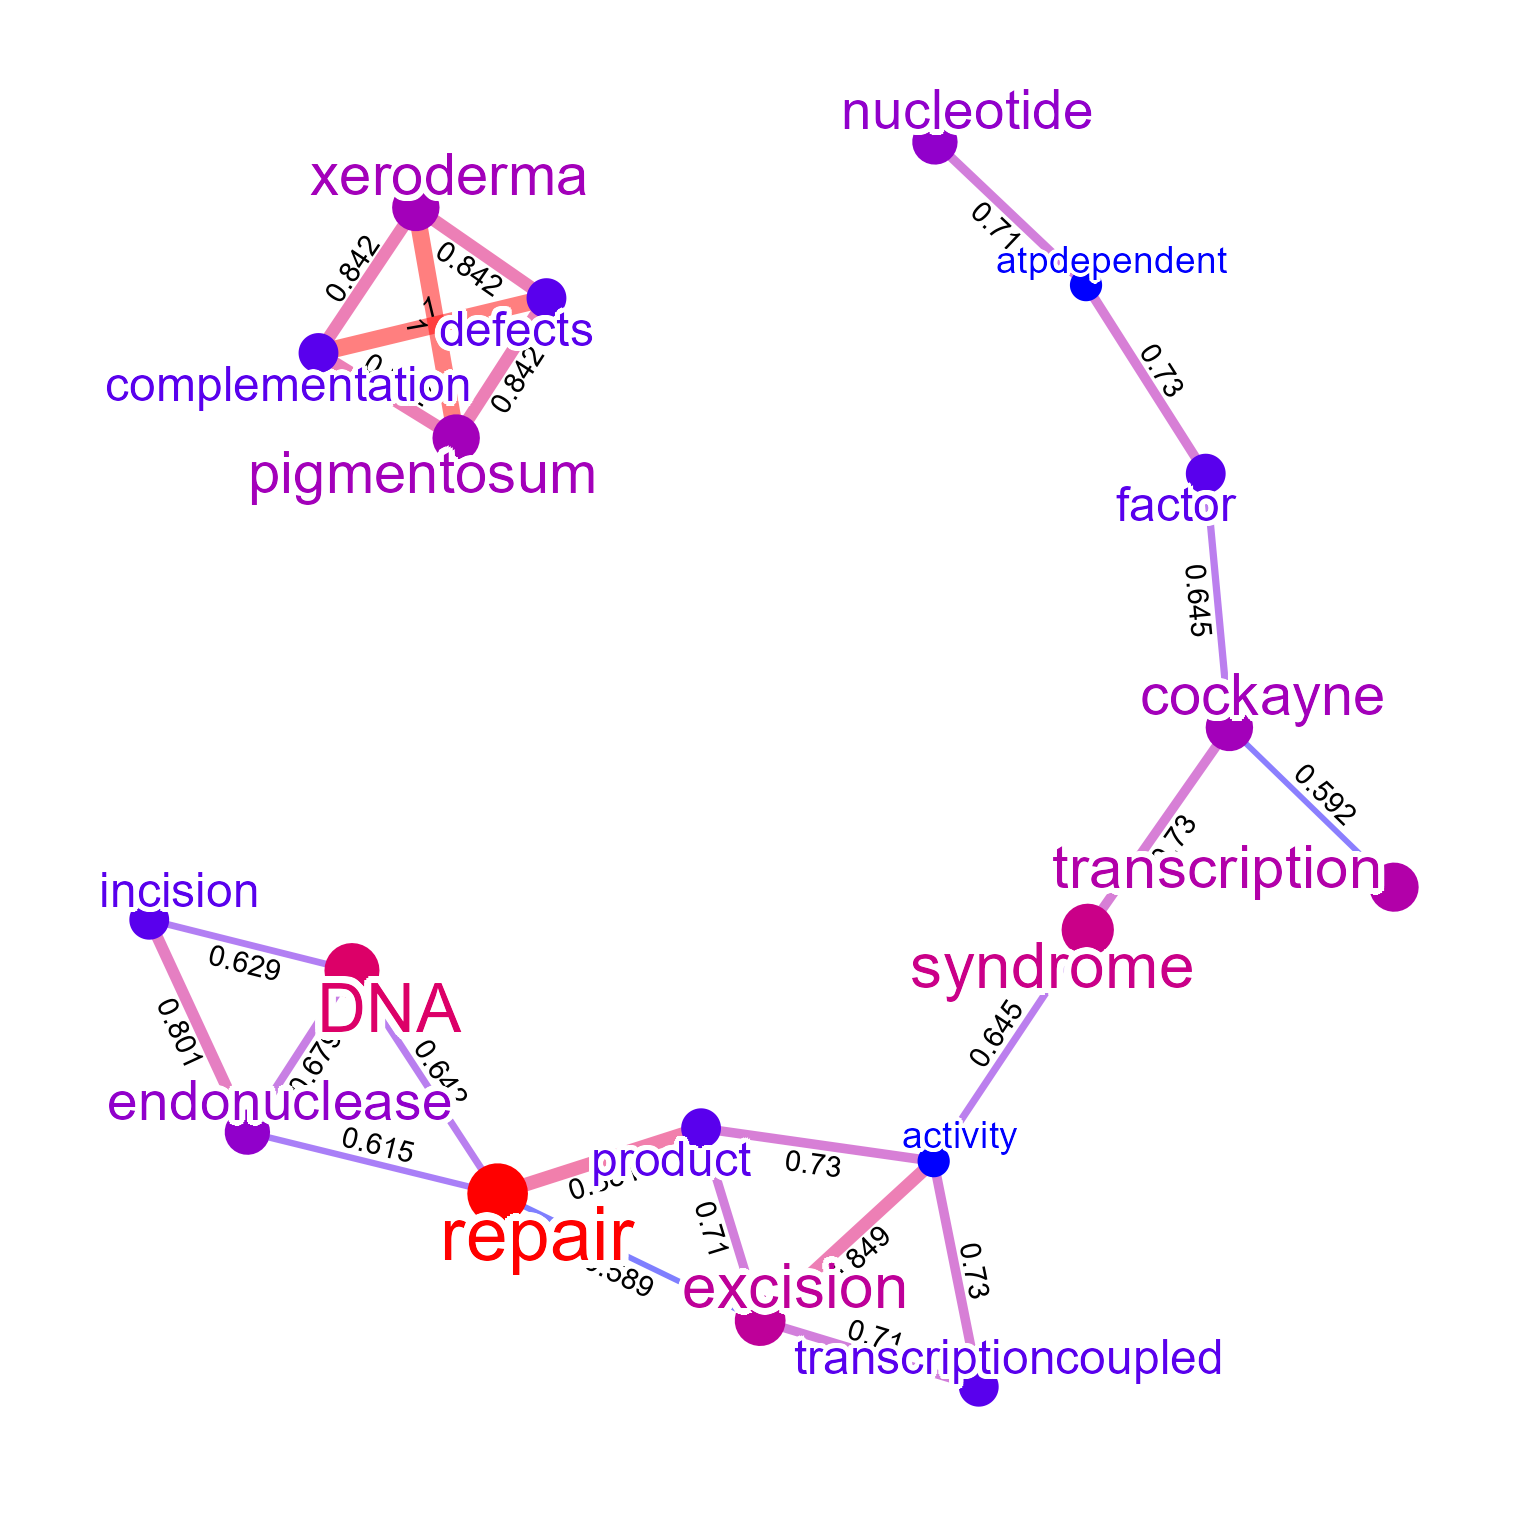 nucleotide
xeroderma
0.71
0.842
0.842
atpdependent
1
defects
0.73
complementation
0.842
pigmentosum
factor
0.645
cockayne
0.592
0.73
transcription
incision
0.629
syndrome
DNA
0.801
0.679
0.645
endonuclease
0.615
product
0.73
activity
repair
0.71
0.849
0.589
excision
0.73
0.71
transcriptioncoupled